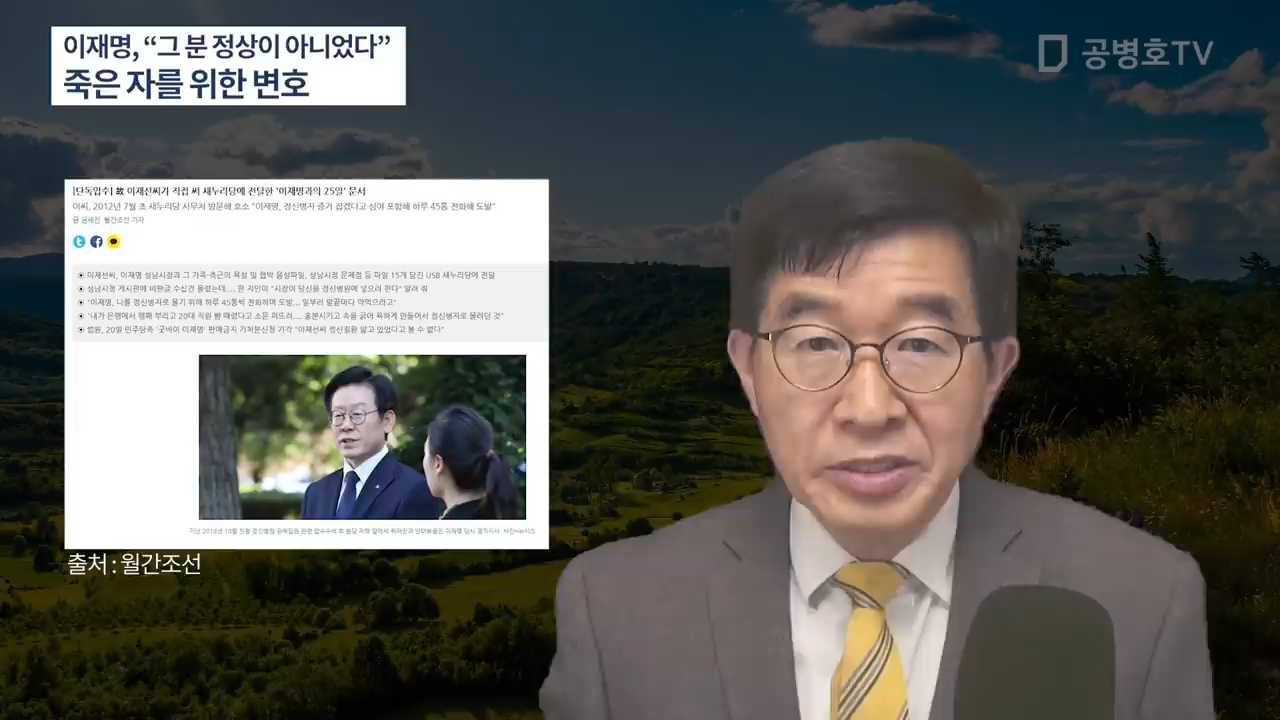 이재명, “그 분 정상이 아니었다”
죽은 자를 위한 변호
공병호TV
[단독입수] 故 이재선씨가 직접 써 새누리당에 전달한 '이재명과의 25일' 문서
이씨, 2012년 7월 초 새누리당 사무처 방문해 호소 "이재명, 정신병자 증거 잡겠다고 심야 포함해 하루 45통 전화해 도발"
글 권세진 월간조선 기자
◉ 이재선씨, 이재명 성남시장과 그 가족·측근의 욕설 및 협박 음성파일, 성남시정 문제점 등 파일 15개 담긴 USB 새누리당에 전달
◉ 성남시청 게시판에 비판글 수십건 올렸는데.... 한 지인이 "시장이 당신을 정신병원에 넣으려 한다" 알려 줘
◉ "이재명, 나를 정신병자로 몰기 위해 하루 45통씩 전화하며 도발... 일부러 말끝마다 약먹으라고"
◉ "내가 은행에서 행패 부리고 20대 직원 뺨 때렸다고 소문 퍼뜨려.... 흥분시키고 속을 긁어 욕하게 만들어서 정신병자로 몰려던 것"
◉ 법원, 20일 민주당측 '굿바이 이재명' 판매금지 가처분신청 기각 "이재선씨 정신질환 앓고 있었다고 볼 수 없다"
출처 : 월간조선